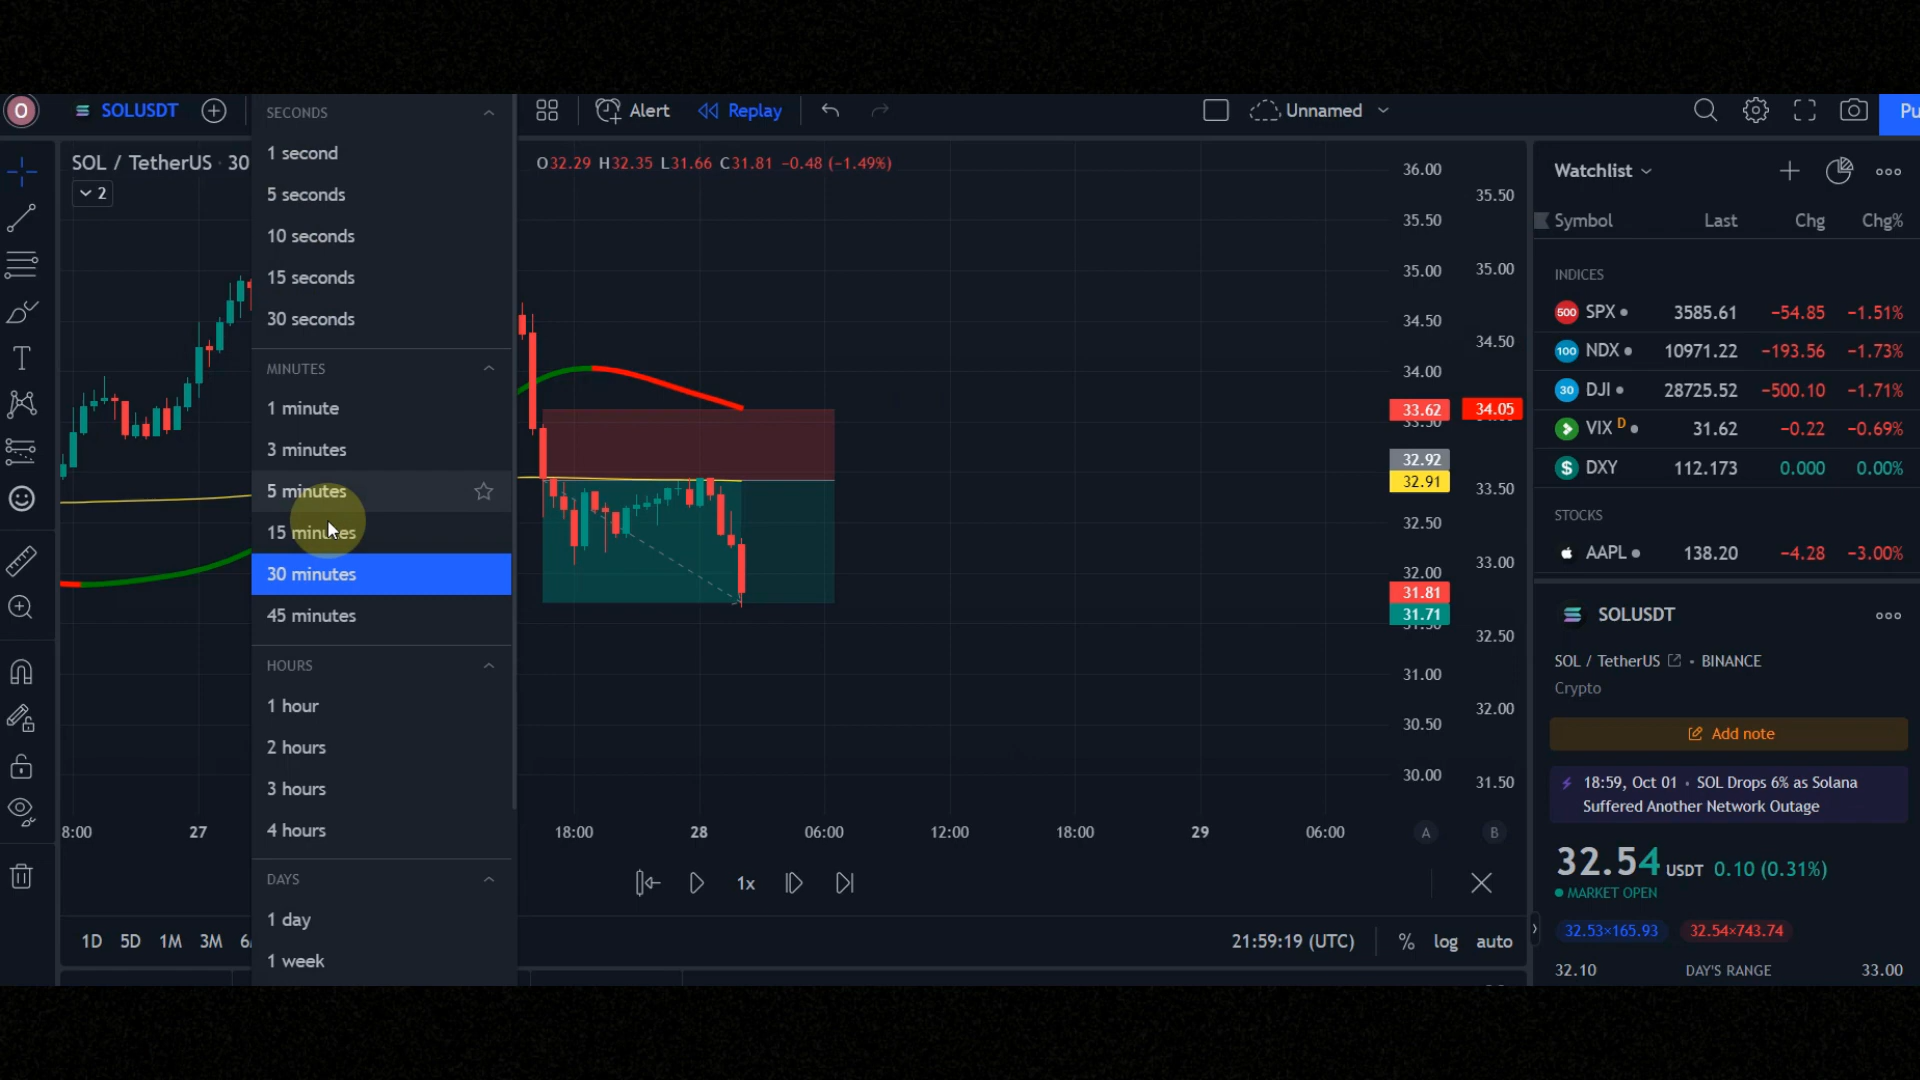 O
SOLUSDT
Alert
Replay
Unnamed
Pu
SOL / TetherUS · 30
2
O32.29 H32.35 L31.66 C31.81 -0.48 (-1.49%)
SECONDS
1 second
5 seconds
10 seconds
15 seconds
30 seconds
MINUTES
1 minute
3 minutes
5 minutes
15 minutes
30 minutes
45 minutes
HOURS
1 hour
2 hours
3 hours
4 hours
DAYS
1 day
1 week
36.00
35.50
35.00
34.50
34.00
33.62
33.50
32.92
32.91
32.50
32.00
31.81
31.71
31.50
31.00
30.50
30.00
35.50
35.00
34.50
34.05
33.50
33.00
32.50
32.00
31.50
8:00
27
18:00
28
06:00
12:00
18:00
29
06:00
A
B
1x
1D
5D
1M
3M
6
21:59:19 (UTC)
%
log
auto
Watchlist
Symbol Last Chg Chg%
INDICES
500 SPX 3585.61 -54.85 -1.51%
100 NDX 10971.22 -193.56 -1.73%
30 DJI 28725.52 -500.10 -1.71%
VIX D 31.62 -0.22 -0.69%
$ DXY 112.173 0.000 0.00%
STOCKS
AAPL 138.20 -4.28 -3.00%
SOLUSDT
SOL / TetherUS • BINANCE
Crypto
Add note
18:59, Oct 01 · SOL Drops 6% as Solana
Suffered Another Network Outage
32.54 USDT 0.10 (0.31%)
MARKET OPEN
32.53×165.93 32.54×743.74
32.10 DAY'S RANGE 33.00